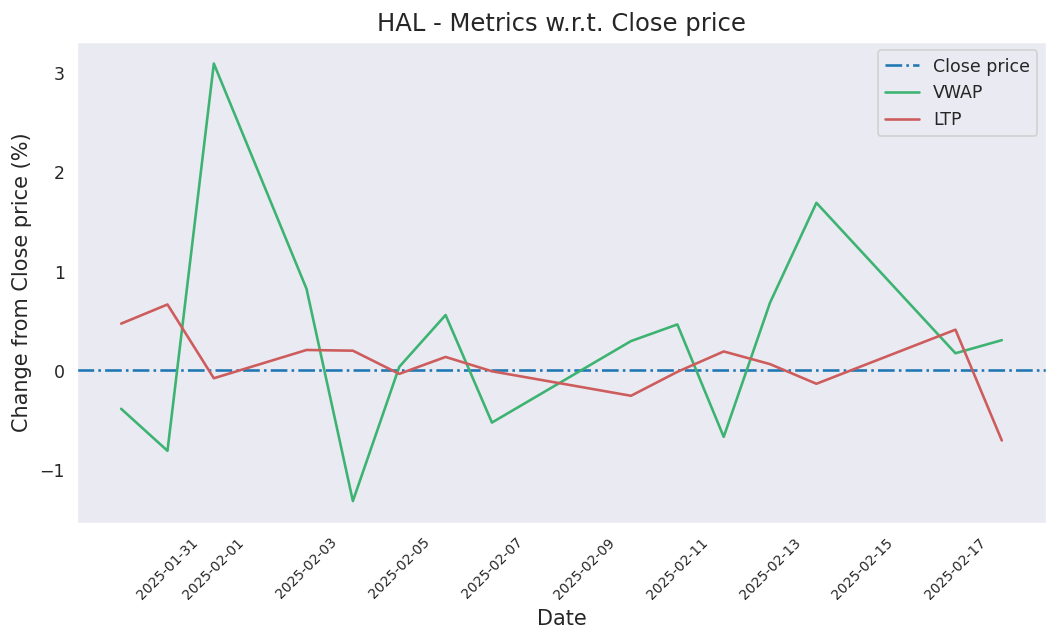 HAL - Metrics w.r.t. Close price
Close price
VWAP
LTP
Change from Close price (%)
3
2
1
0
−1
2025-01-31
2025-02-01
2025-02-03
2025-02-05
2025-02-07
2025-02-09
2025-02-11
2025-02-13
2025-02-15
2025-02-17
Date